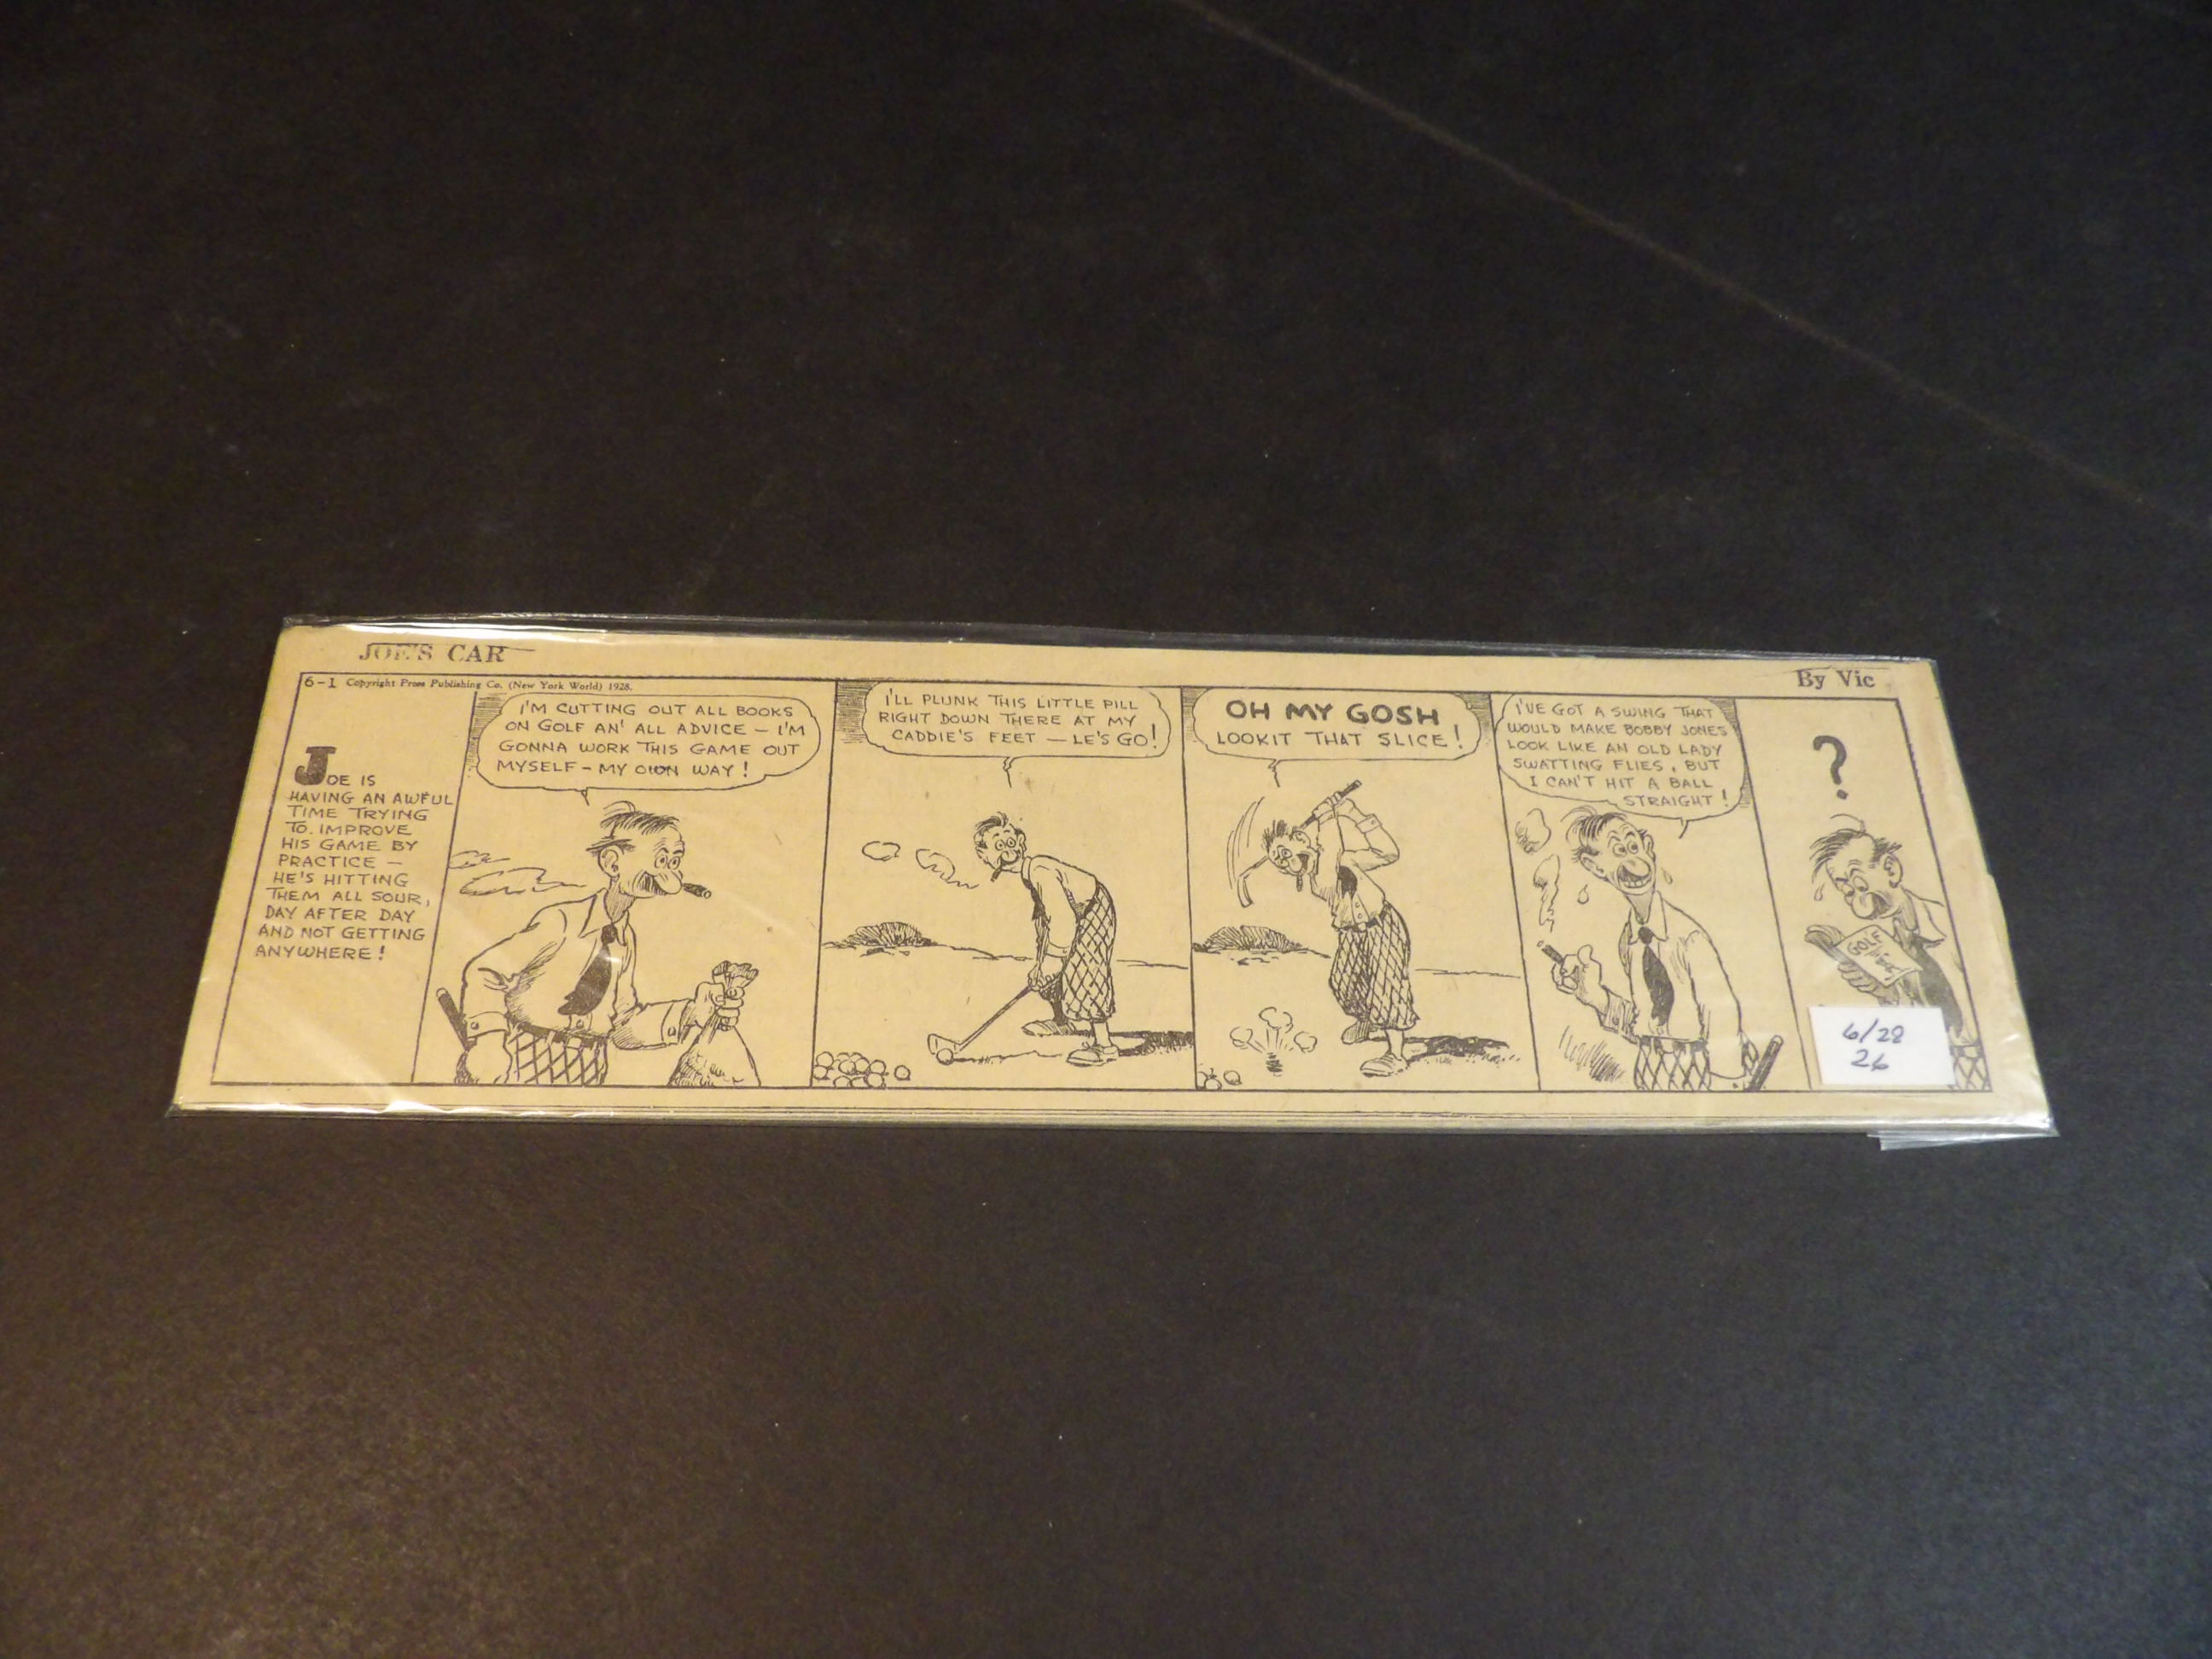 JOE'S CAR
By Vic
6-1 Copyright Press Publishing Co. (New York World) 1928.
JOE IS
HAVING AN AWFUL
TIME TRYING
TO. IMPROVE
HIS GAME BY
PRACTICE —
HE'S HITTING
THEM ALL SOUR,
DAY AFTER DAY
AND NOT GETTING
ANYWHERE!
I'M CUTTING OUT ALL BOOKS
ON GOLF AN' ALL ADVICE — I'M
GONNA WORK THIS GAME OUT
MYSELF – MY OWN WAY!
I'LL PLUNK THIS LITTLE PILL
RIGHT DOWN THERE AT MY
CADDIE'S FEET — LE'S GO!
OH MY GOSH
LOOKIT THAT SLICE!
I'VE GOT A SWING THAT
WOULD MAKE BOBBY JONES
LOOK LIKE AN OLD LADY
SWATTING FLIES, BUT
I CAN'T HIT A BALL
STRAIGHT!
?
GOLF
6/28
26